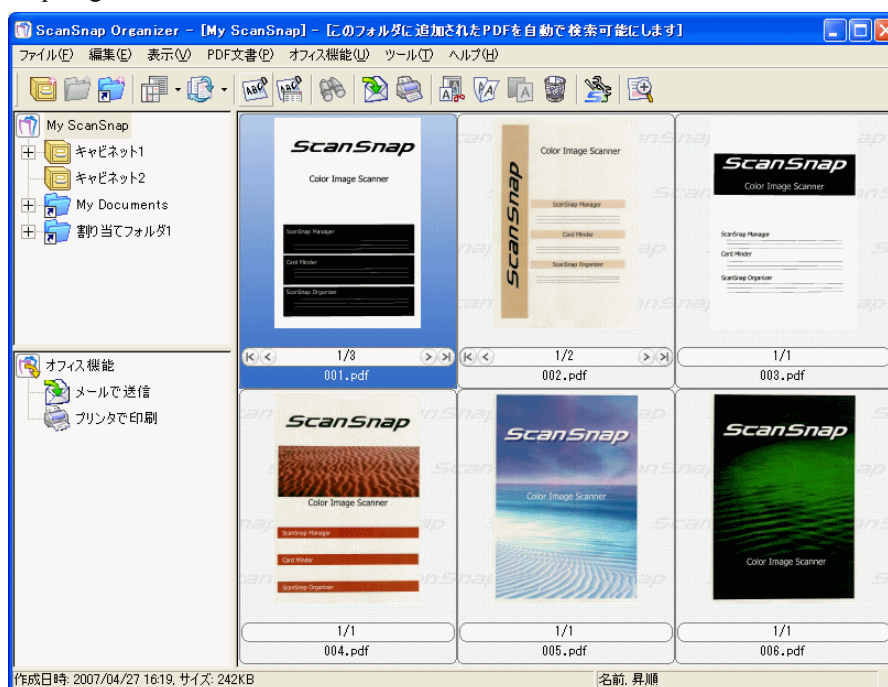 ScanSnap Organizer - [My ScanSnap] - [このフォルダに追加されたPDFを自動で検索可能にします]
ファイル(F) 編集(E) 表示(V) PDF文書(P) オフィス機能(U) ツール(T) ヘルプ(H)
My ScanSnap
キャビネット1
キャビネット2
My Documents
割り当てフォルダ1
オフィス機能
メールで送信
プリンタで印刷
ScanSnap
Color Image Scanner
ScanSnap Manager
Card Minder
ScanSnap Organizer
1/3
001.pdf
ScanSnap
Color Image Scanner
ScanSnap Manager
Card Minder
ScanSnap Organizer
1/2
002.pdf
ScanSnap
Color Image Scanner
ScanSnap Manager
Card Minder
ScanSnap Organizer
1/1
003.pdf
ScanSnap
Color Image Scanner
ScanSnap Manager
Card Minder
ScanSnap Organizer
1/1
004.pdf
ScanSnap
Color Image Scanner
1/1
005.pdf
ScanSnap
Color Image Scanner
1/1
006.pdf
作成日時: 2007/04/27 16:19, サイズ: 242KB
名前, 昇順